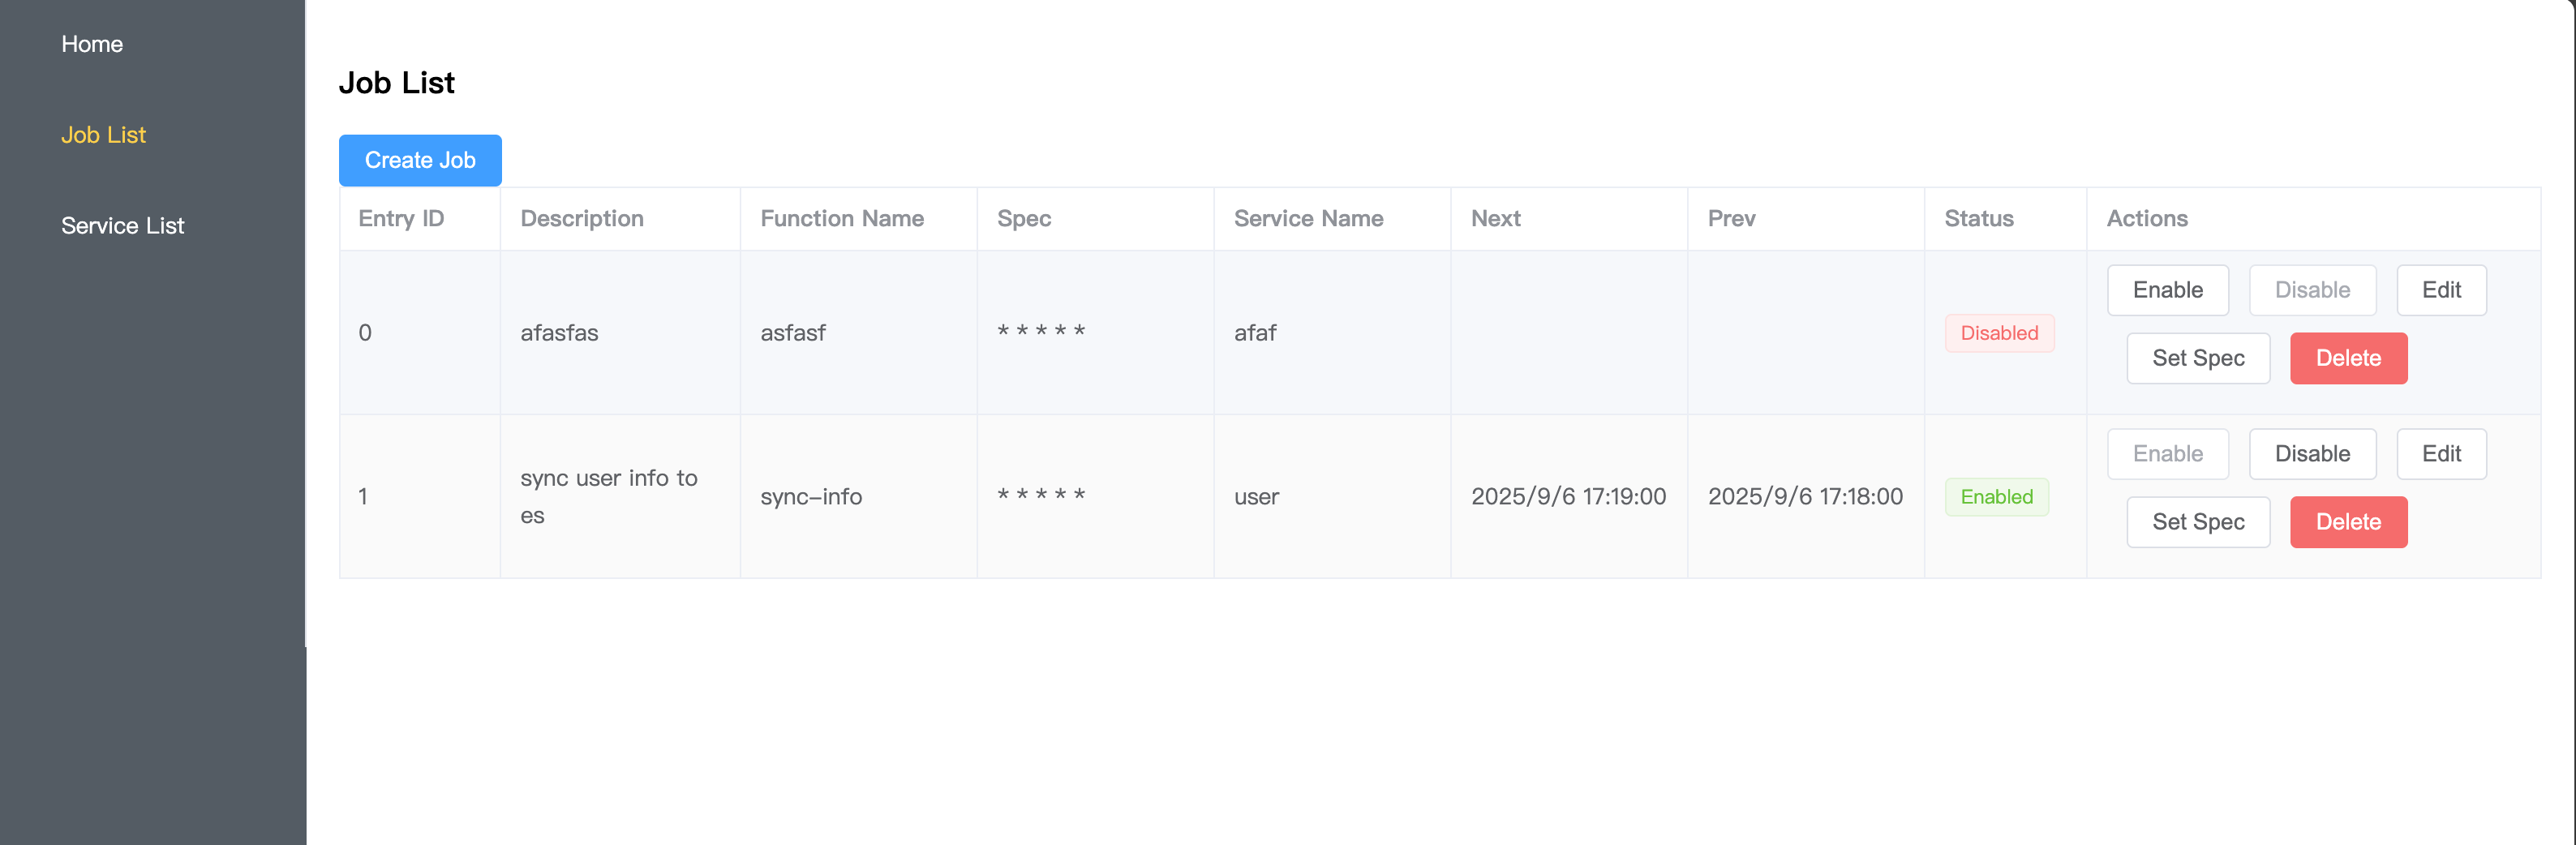 Home
Job List
Service List
Job List
Create Job
Entry ID Description Function Name Spec Service Name Next Prev Status Actions
0 afasfas asfasf * * * * * afaf Disabled Enable Disable Edit
Set Spec Delete
1 sync user info to es sync-info * * * * * user 2025/9/6 17:19:00 2025/9/6 17:18:00 Enabled Enable Disable Edit
Set Spec Delete